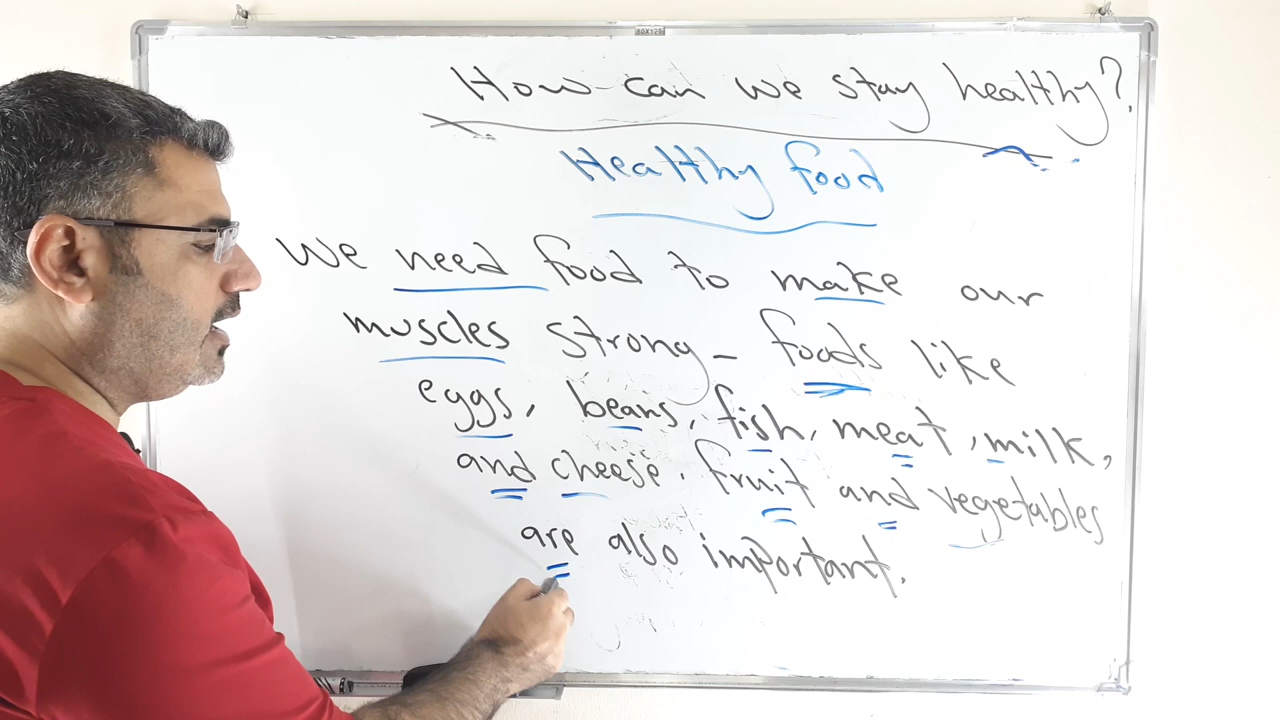 80X120
How can we stay healthy?
Healthy food
We need food to make our
muscles strong - foods like
eggs, beans, fish, meat, milk,
and cheese. fruit and vegetables
are also important.